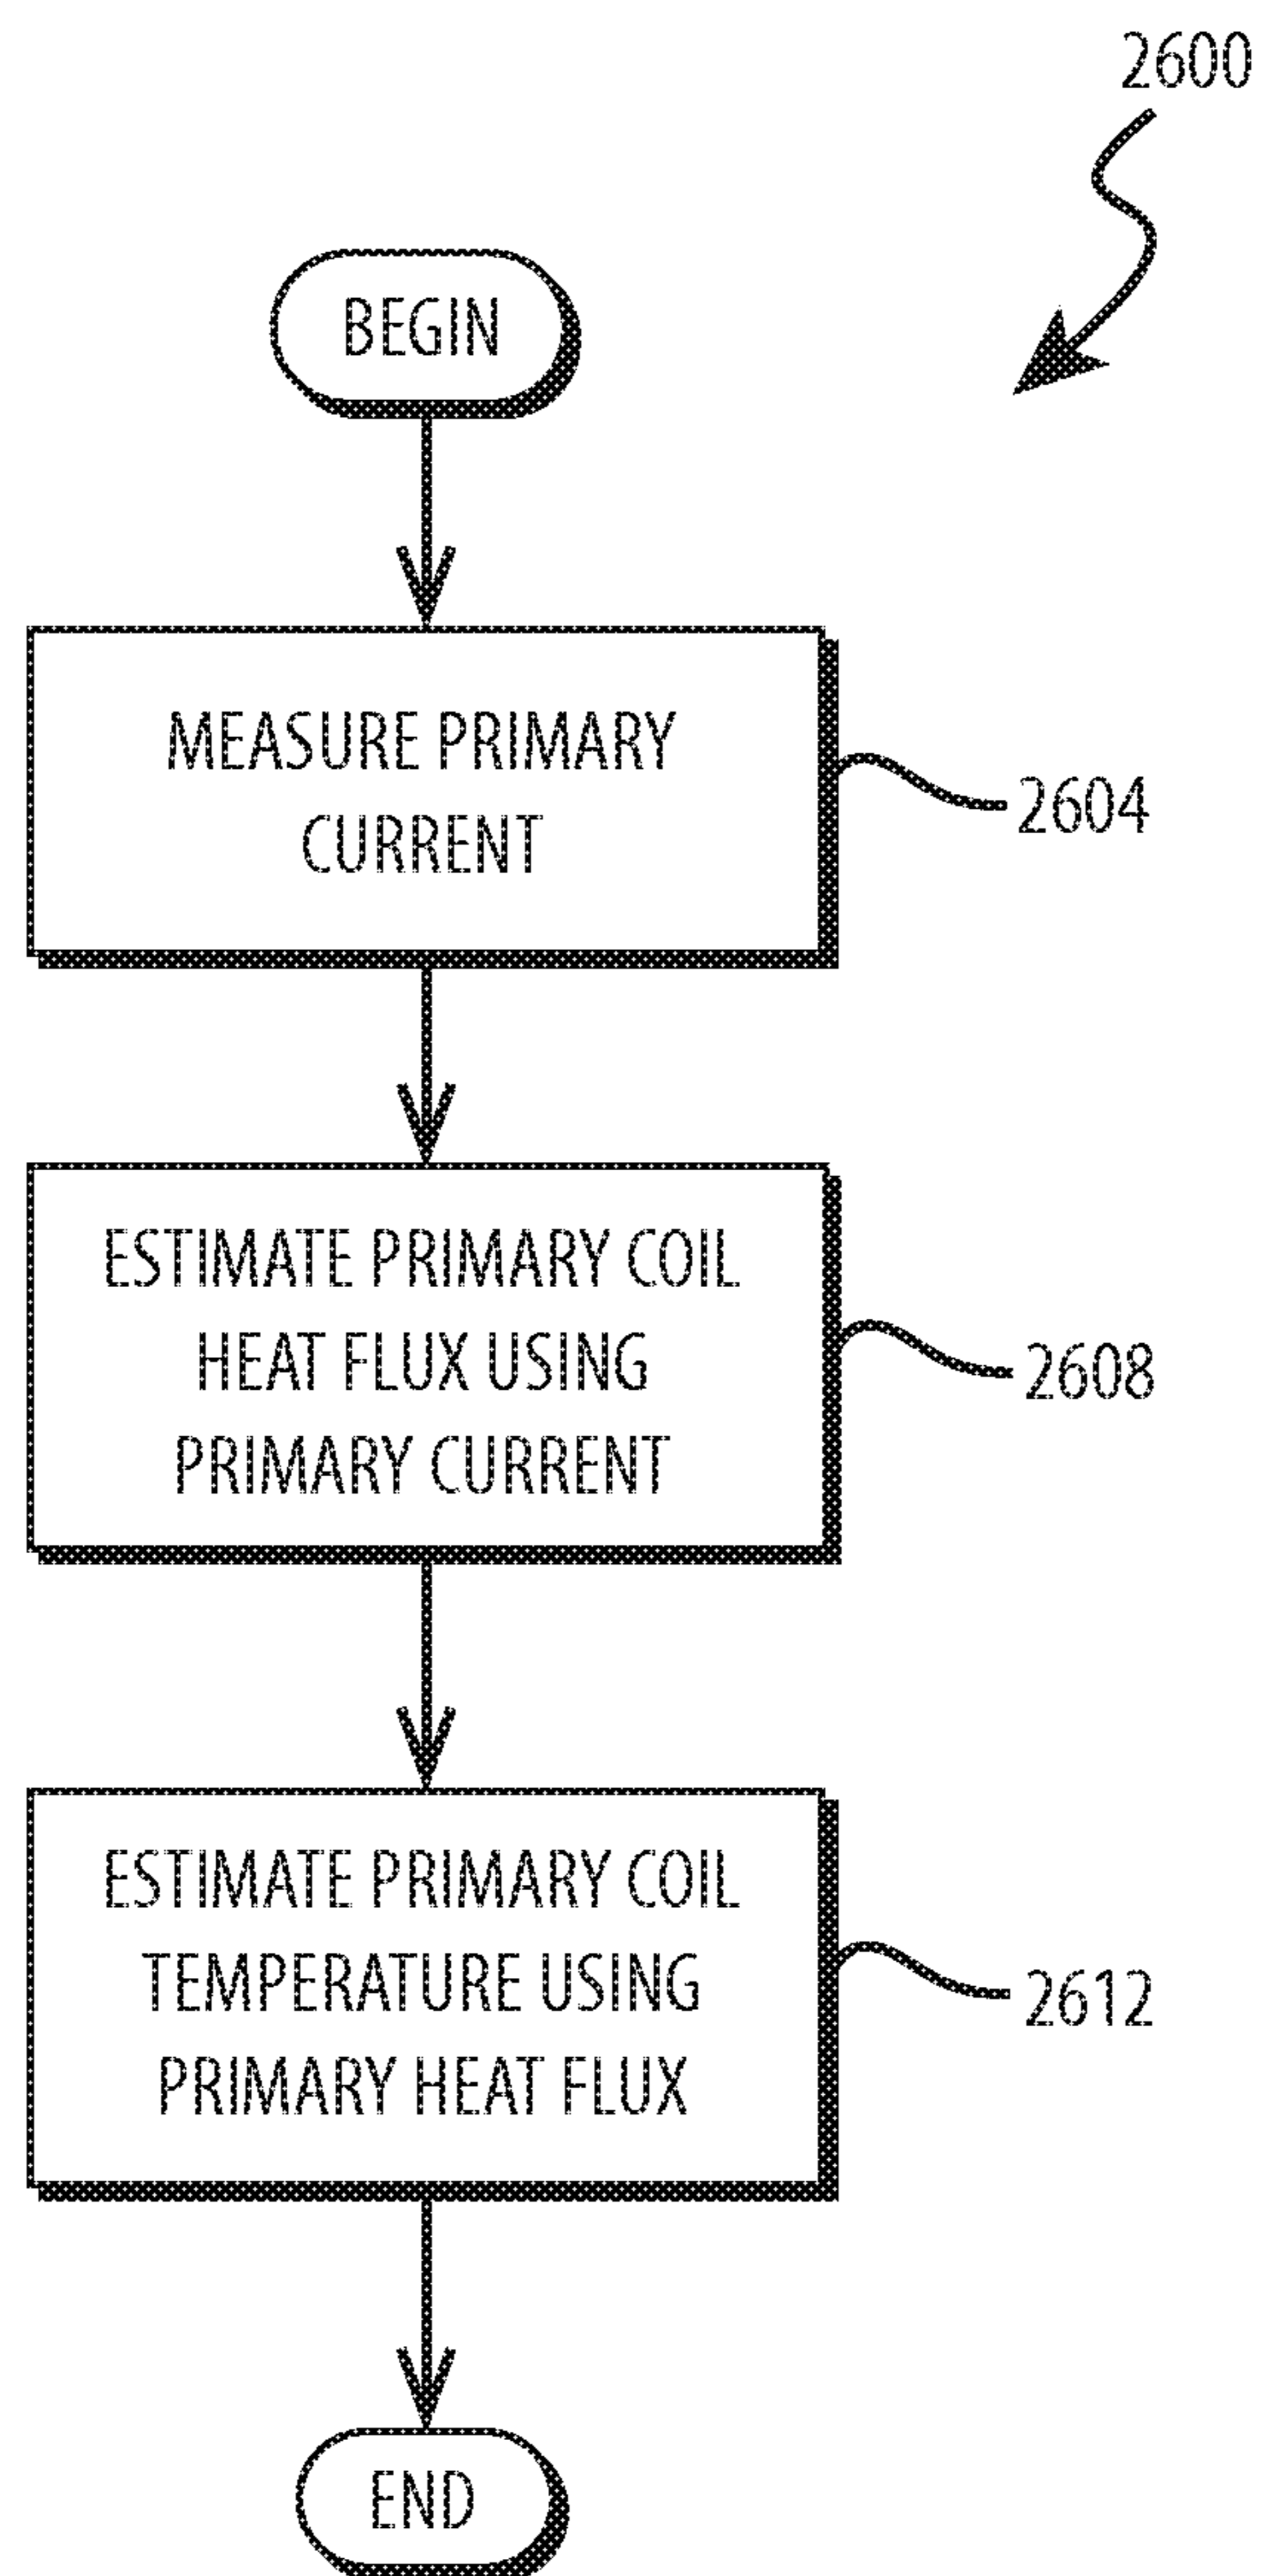 2600
BEGIN
MEASURE PRIMARY
CURRENT
2604
ESTIMATE PRIMARY COIL
HEAT FLUX USING
PRIMARY CURRENT
2608
ESTIMATE PRIMARY COIL
TEMPERATURE USING
PRIMARY HEAT FLUX
2612
END